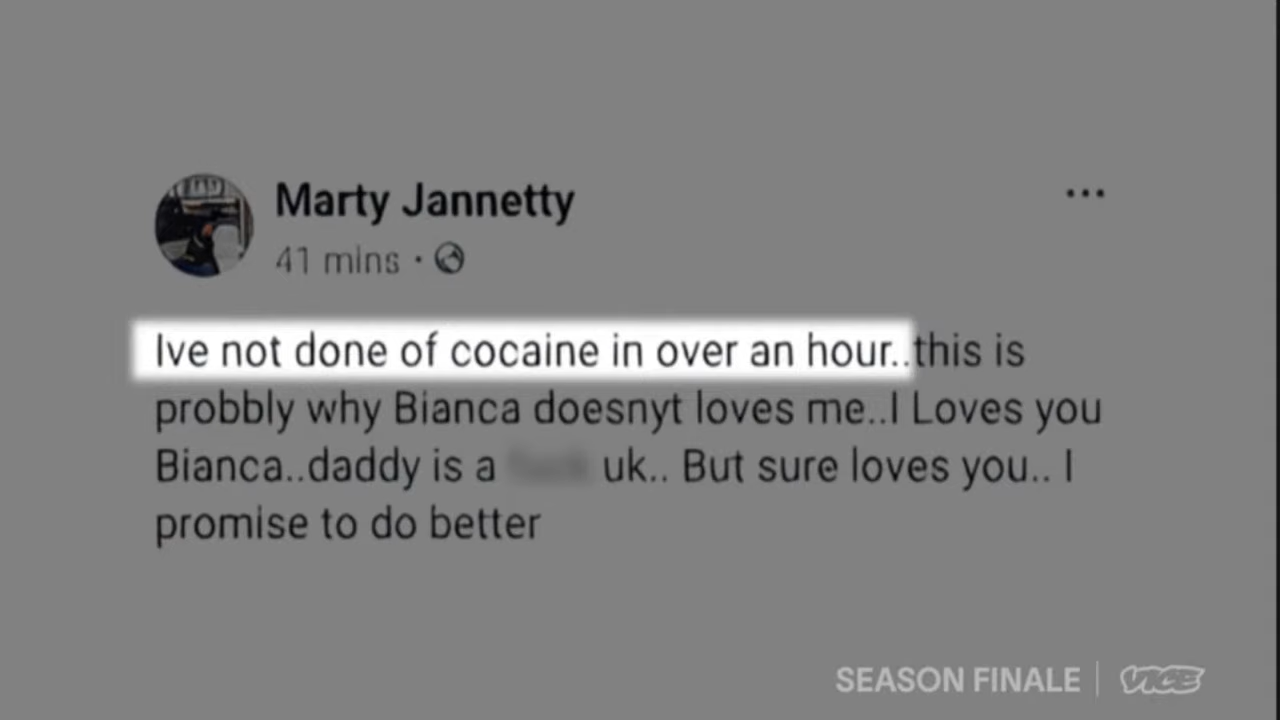 Marty Jannetty
41 mins ·
Ive not done of cocaine in over an hour..this is
probbly why Bianca doesnyt loves me..I Loves you
Bianca..daddy is a uk.. But sure loves you.. I
promise to do better
SEASON FINALE | VICE